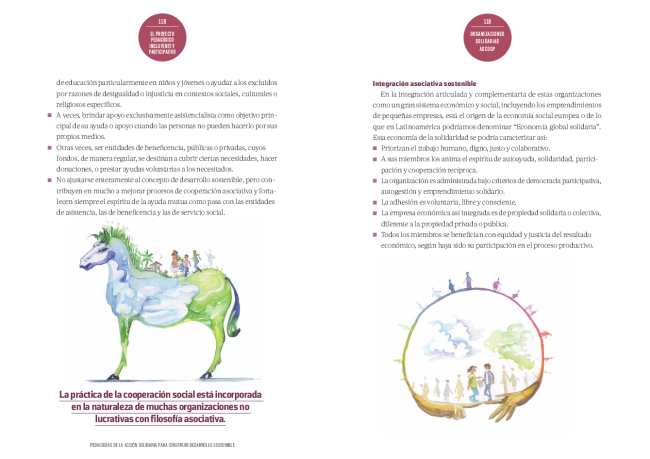 118
EL PROYECTO
PEDAGÓGICO
INCLUYENTE Y
PARTICIPATIVO
de educación particularmente en niños y jóvenes o ayudar a los excluidos
por razones de desigualdad o injusticia en contextos sociales, culturales o
religiosos específicos.
■ A veces, brindar apoyo exclusivamente asistencialista como objetivo prin-
cipal de su ayuda o apoyo cuando las personas no pueden hacerlo por sus
propios medios.
■ Otras veces, ser entidades de beneficencia, públicas o privadas, cuyos
fondos, de manera regular, se destinan a cubrir ciertas necesidades, hacer
donaciones, o prestar ayudas voluntarias a los necesitados.
■ No ajustarse enteramente al concepto de desarrollo sostenible, pero con-
tribuyen en mucho a mejorar procesos de cooperación asociativa y forta-
lecen siempre el espíritu de la ayuda mutua como pasa con las entidades
de asistencia, las de beneficencia y las de servicio social.
La práctica de la cooperación social está incorporada
en la naturaleza de muchas organizaciones no
lucrativas con filosofía asociativa.
PEDAGOGÍAS DE LA ACCIÓN SOLIDARIA PARA CONSTRUIR DESARROLLO SOSTENIBLE
119
ORGANIZACIONES
SOLIDARIAS
ASCOOP
Integración asociativa sostenible
En la integración articulada y complementaria de estas organizaciones
como un gran sistema económico y social, incluyendo los emprendimientos
de pequeñas empresas, está el origen de la economía social europea o de lo
que en Latinoamérica podríamos denominar “Economía global solidaria”.
Esta economía de la solidaridad se podría caracterizar así:
■ Priorizan el trabajo humano, digno, justo y colaborativo.
■ A sus miembros los anima el espíritu de autoayuda, solidaridad, partici-
pación y cooperación recíproca.
■ La organización es administrada bajo criterios de democracia participativa,
autogestión y emprendimiento solidario.
■ La adhesión es voluntaria, libre y consciente.
■ La empresa económica así integrada es de propiedad solidaria o colectiva,
diferente a la propiedad privada o pública.
■ Todos los miembros se benefician con equidad y justicia del resultado
económico, según haya sido su participación en el proceso productivo.